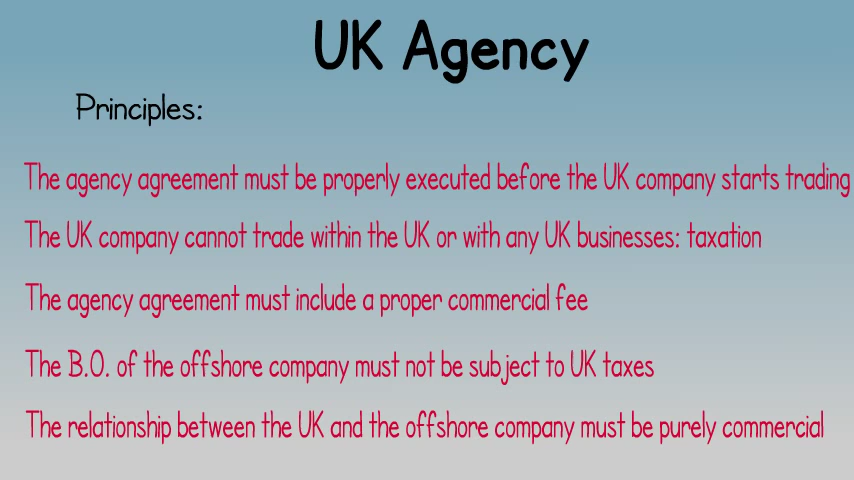 UK Agency
Principles:
The agency agreement must be properly executed before the UK company starts trading
The UK company cannot trade within the UK or with any UK businesses: taxation
The agency agreement must include a proper commercial fee
The B.O. of the offshore company must not be subject to UK taxes
The relationship between the UK and the offshore company must be purely commercial